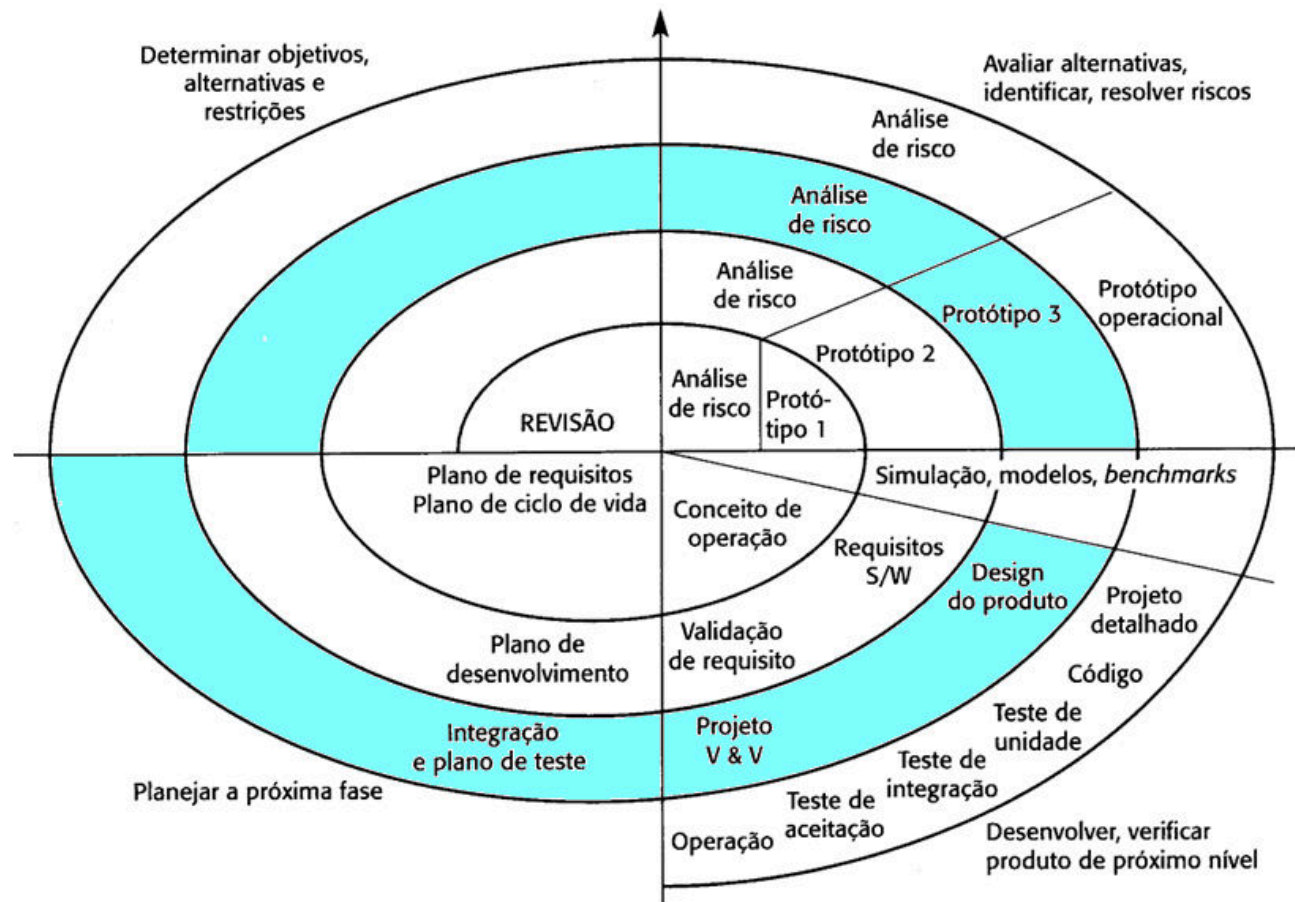 Determinar objetivos,
alternativas e
restrições
Avaliar alternativas,
identificar, resolver riscos
Análise
de risco
Análise
de risco
Análise
de risco
Protótipo 3
Protótipo
operacional
Protótipo 2
Análise
de risco
Protó-
tipo 1
REVISÃO
Plano de requisitos
Plano de ciclo de vida
Simulação, modelos, benchmarks
Conceito de
operação
Requisitos
S/W
Design
do produto
Projeto
detalhado
Plano de
desenvolvimento
Validação
de requisito
Código
Teste de
unidade
Integração
e plano de teste
Projeto
V & V
Teste de
integração
Planejar a próxima fase
Teste de
aceitação
Operação
Desenvolver, verificar
produto de próximo nível